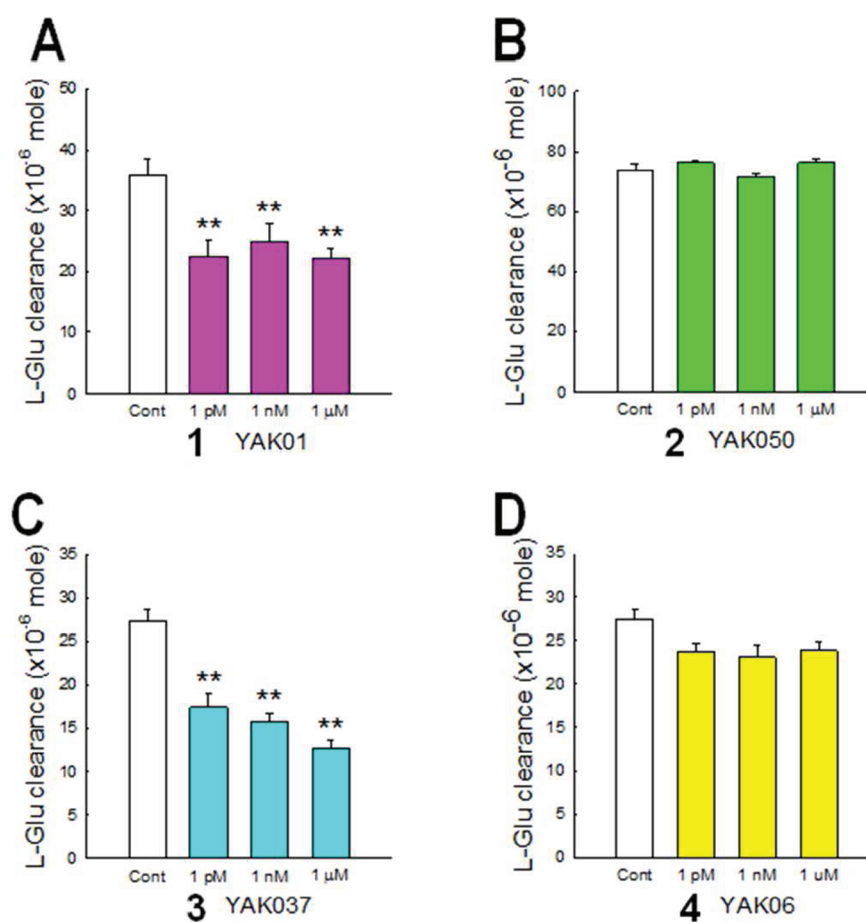 A
L-Glu clearance (x10⁻⁶ mole)
50
40
30
20
10
0
** ** **
Cont 1 pM 1 nM 1 μM
1 YAK01
B
L-Glu clearance (x10⁻⁶ mole)
100
80
60
40
20
0
Cont 1 pM 1 nM 1 μM
2 YAK050
C
L-Glu clearance (x10⁻⁶ mole)
35
30
25
20
15
10
5
0
** ** **
Cont 1 pM 1 nM 1 μM
3 YAK037
D
L-Glu clearance (x10⁻⁶ mole)
35
30
25
20
15
10
5
0
Cont 1 pM 1 nM 1 uM
4 YAK06